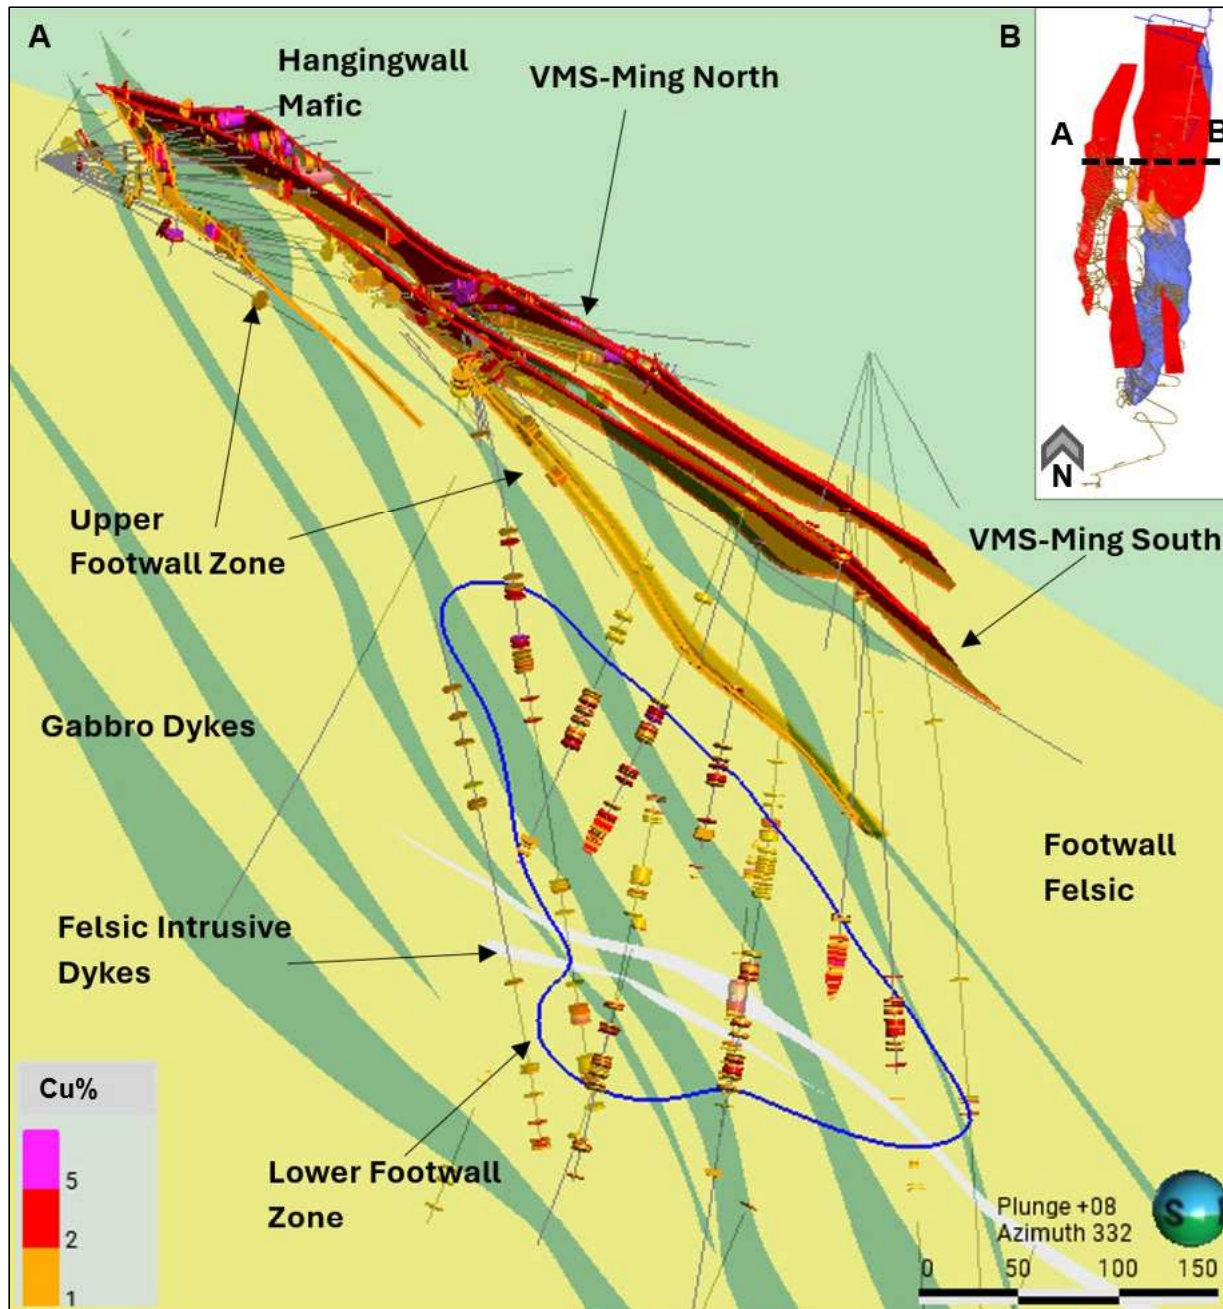 A
Hangingwall
Mafic
VMS-Ming North
B
A
B
N
Upper
Footwall Zone
VMS-Ming South
Gabbro Dykes
Footwall
Felsic
Felsic Intrusive
Dykes
Lower Footwall
Zone
Cu%
5
2
1
Plunge +08
Azimuth 332
S
0 50 100 150